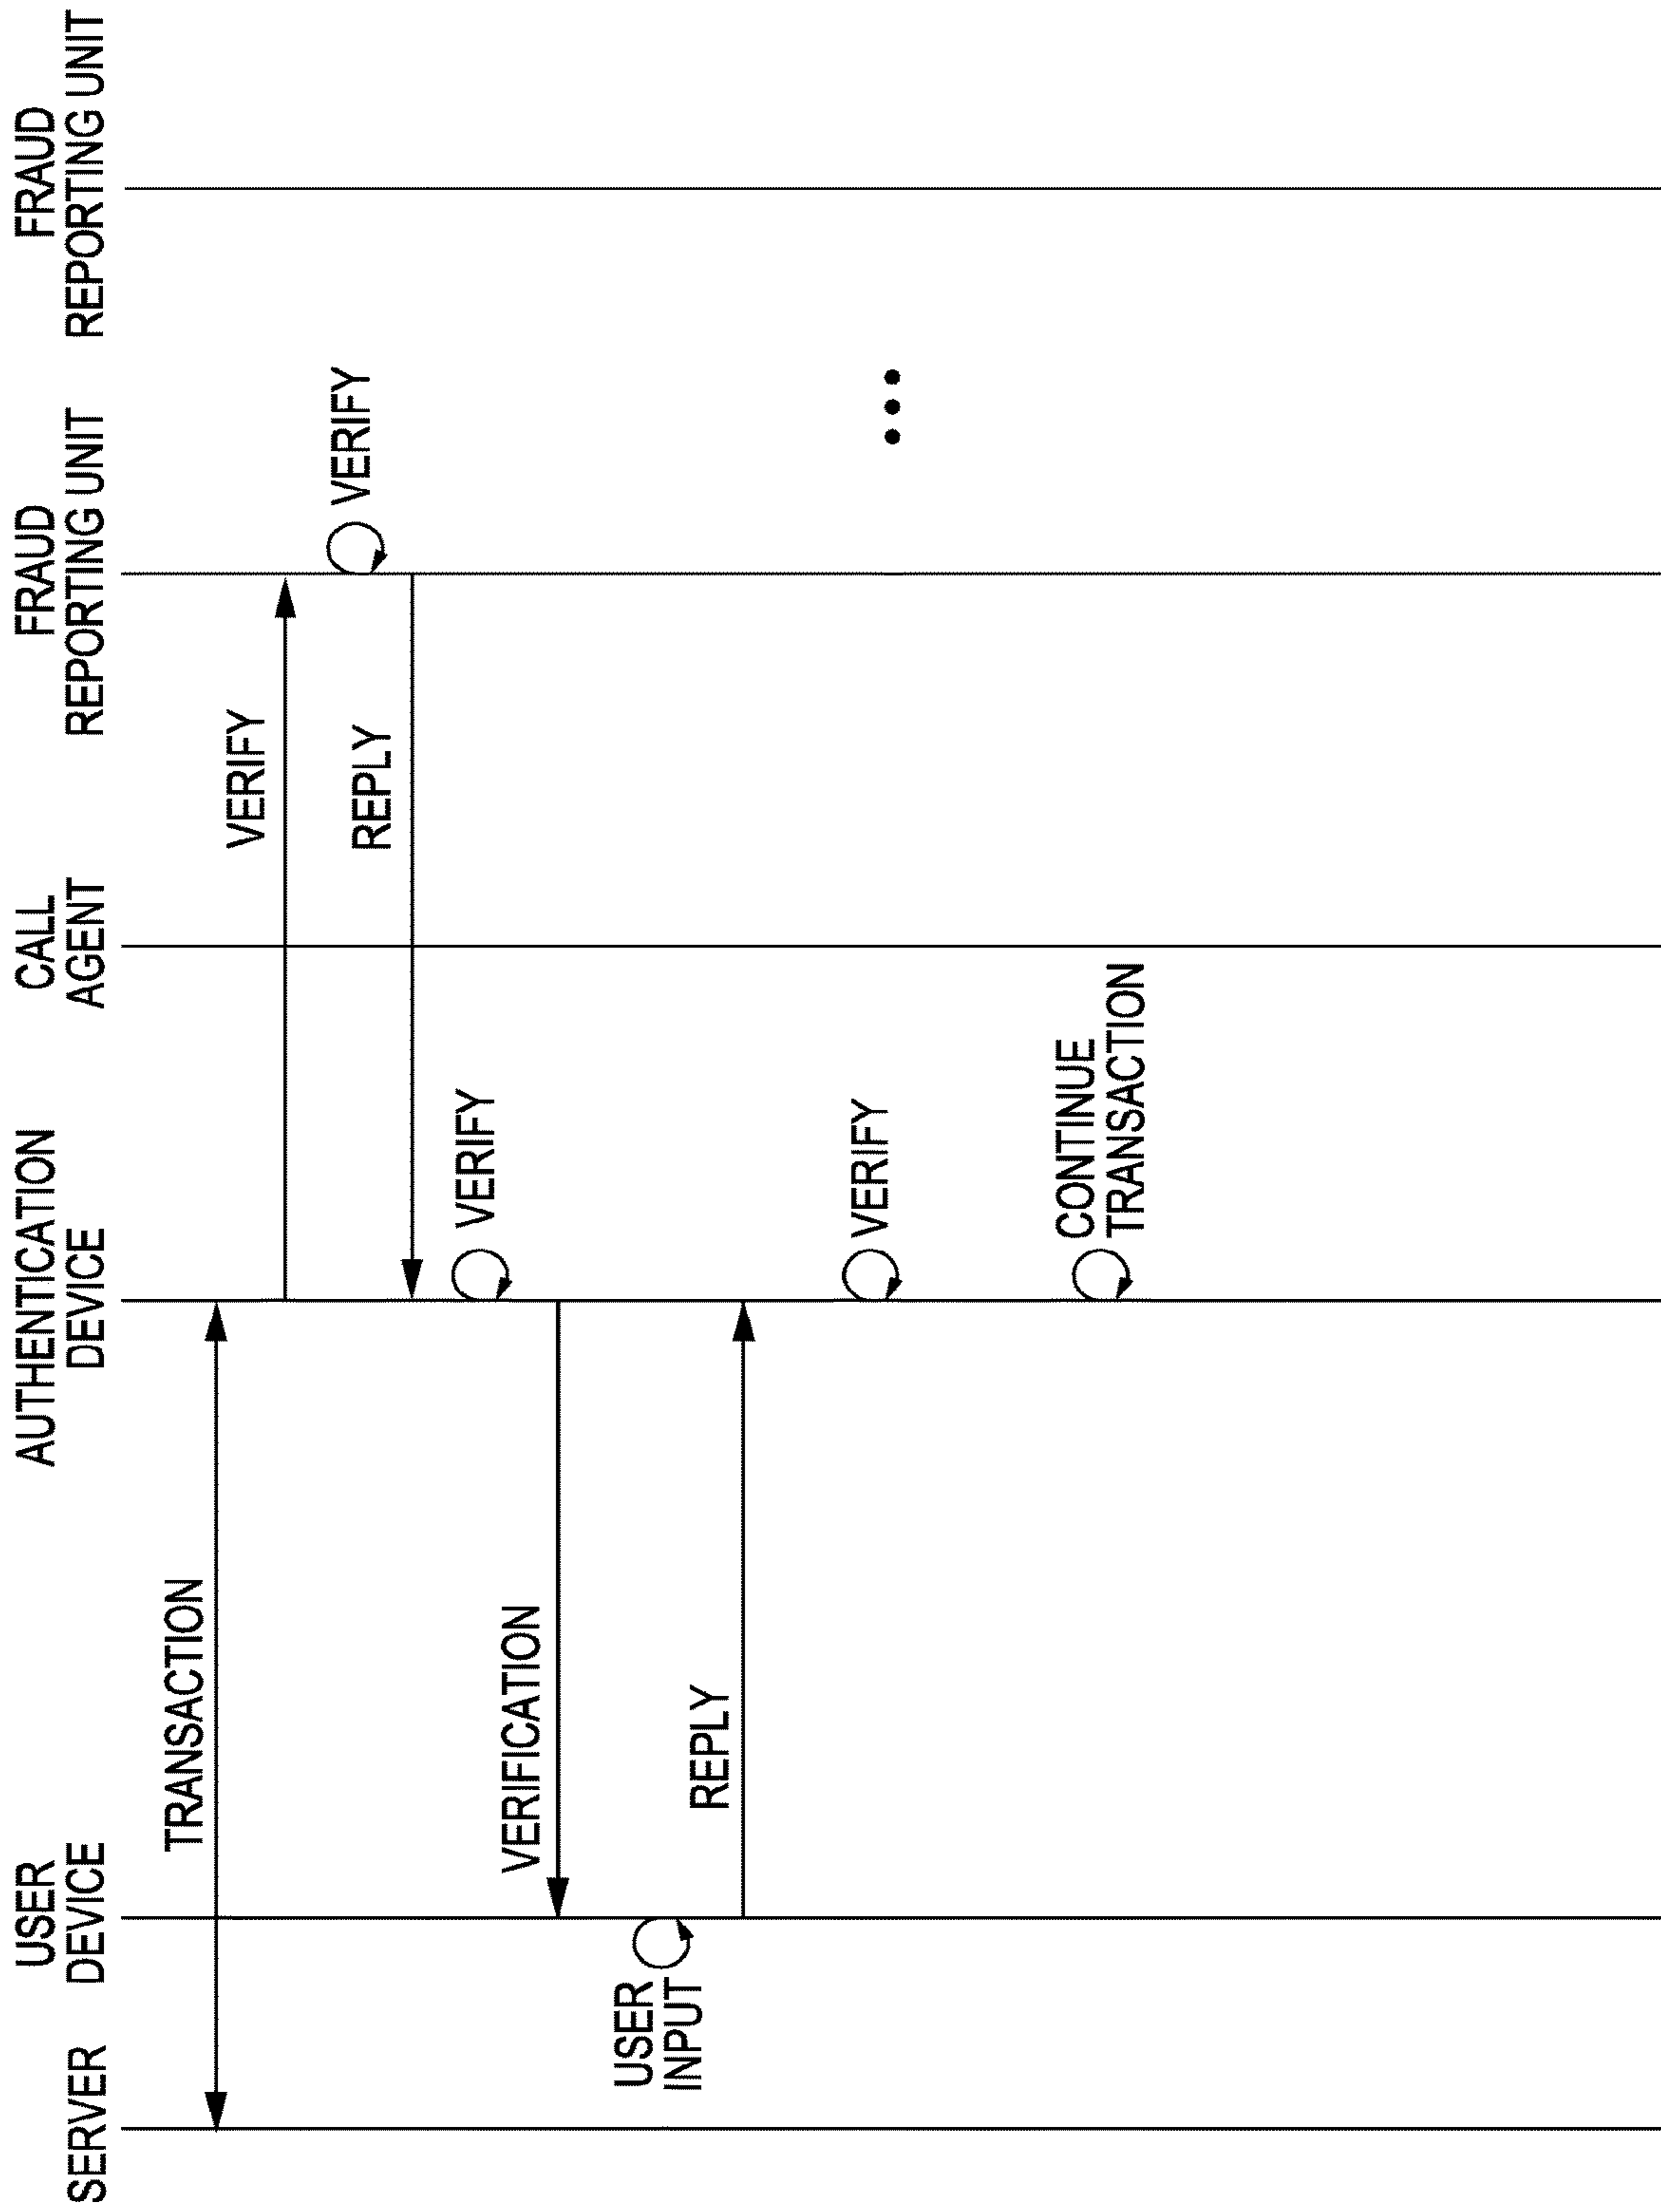 SERVER
USER
DEVICE
AUTHENTICATION
DEVICE
CALL
AGENT
FRAUD
REPORTING UNIT
FRAUD
REPORTING UNIT
TRANSACTION
VERIFY
VERIFY
REPLY
VERIFY
VERIFICATION
USER
INPUT
REPLY
VERIFY
CONTINUE
TRANSACTION